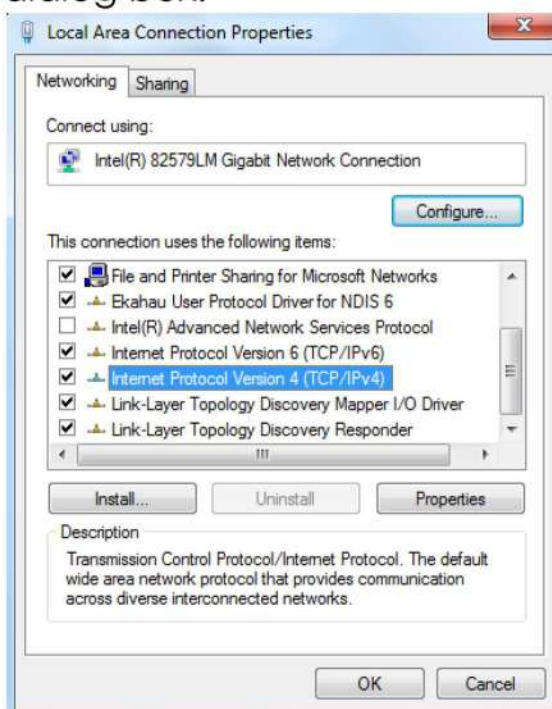 dialog box.
Local Area Connection Properties
Networking
Sharing
Connect using:
Intel(R) 82579LM Gigabit Network Connection
Configure...
This connection uses the following items:
File and Printer Sharing for Microsoft Networks
Ekahau User Protocol Driver for NDIS 6
Intel(R) Advanced Network Services Protocol
Internet Protocol Version 6 (TCP/IPv6)
Internet Protocol Version 4 (TCP/IPv4)
Link-Layer Topology Discovery Mapper I/O Driver
Link-Layer Topology Discovery Responder
Install...
Uninstall
Properties
Description
Transmission Control Protocol/Internet Protocol. The default
wide area network protocol that provides communication
across diverse interconnected networks.
OK
Cancel